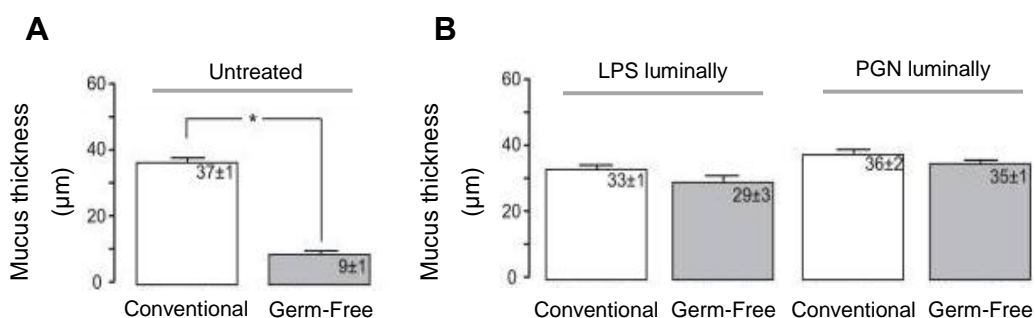 A
Untreated
Mucus thickness
(µm)
60
40
20
0
*
37±1
9±1
Conventional Germ-Free
B
LPS luminally PGN luminally
Mucus thickness
(µm)
60
40
20
0
33±1
29±3
36±2
35±1
Conventional Germ-Free Conventional Germ-Free